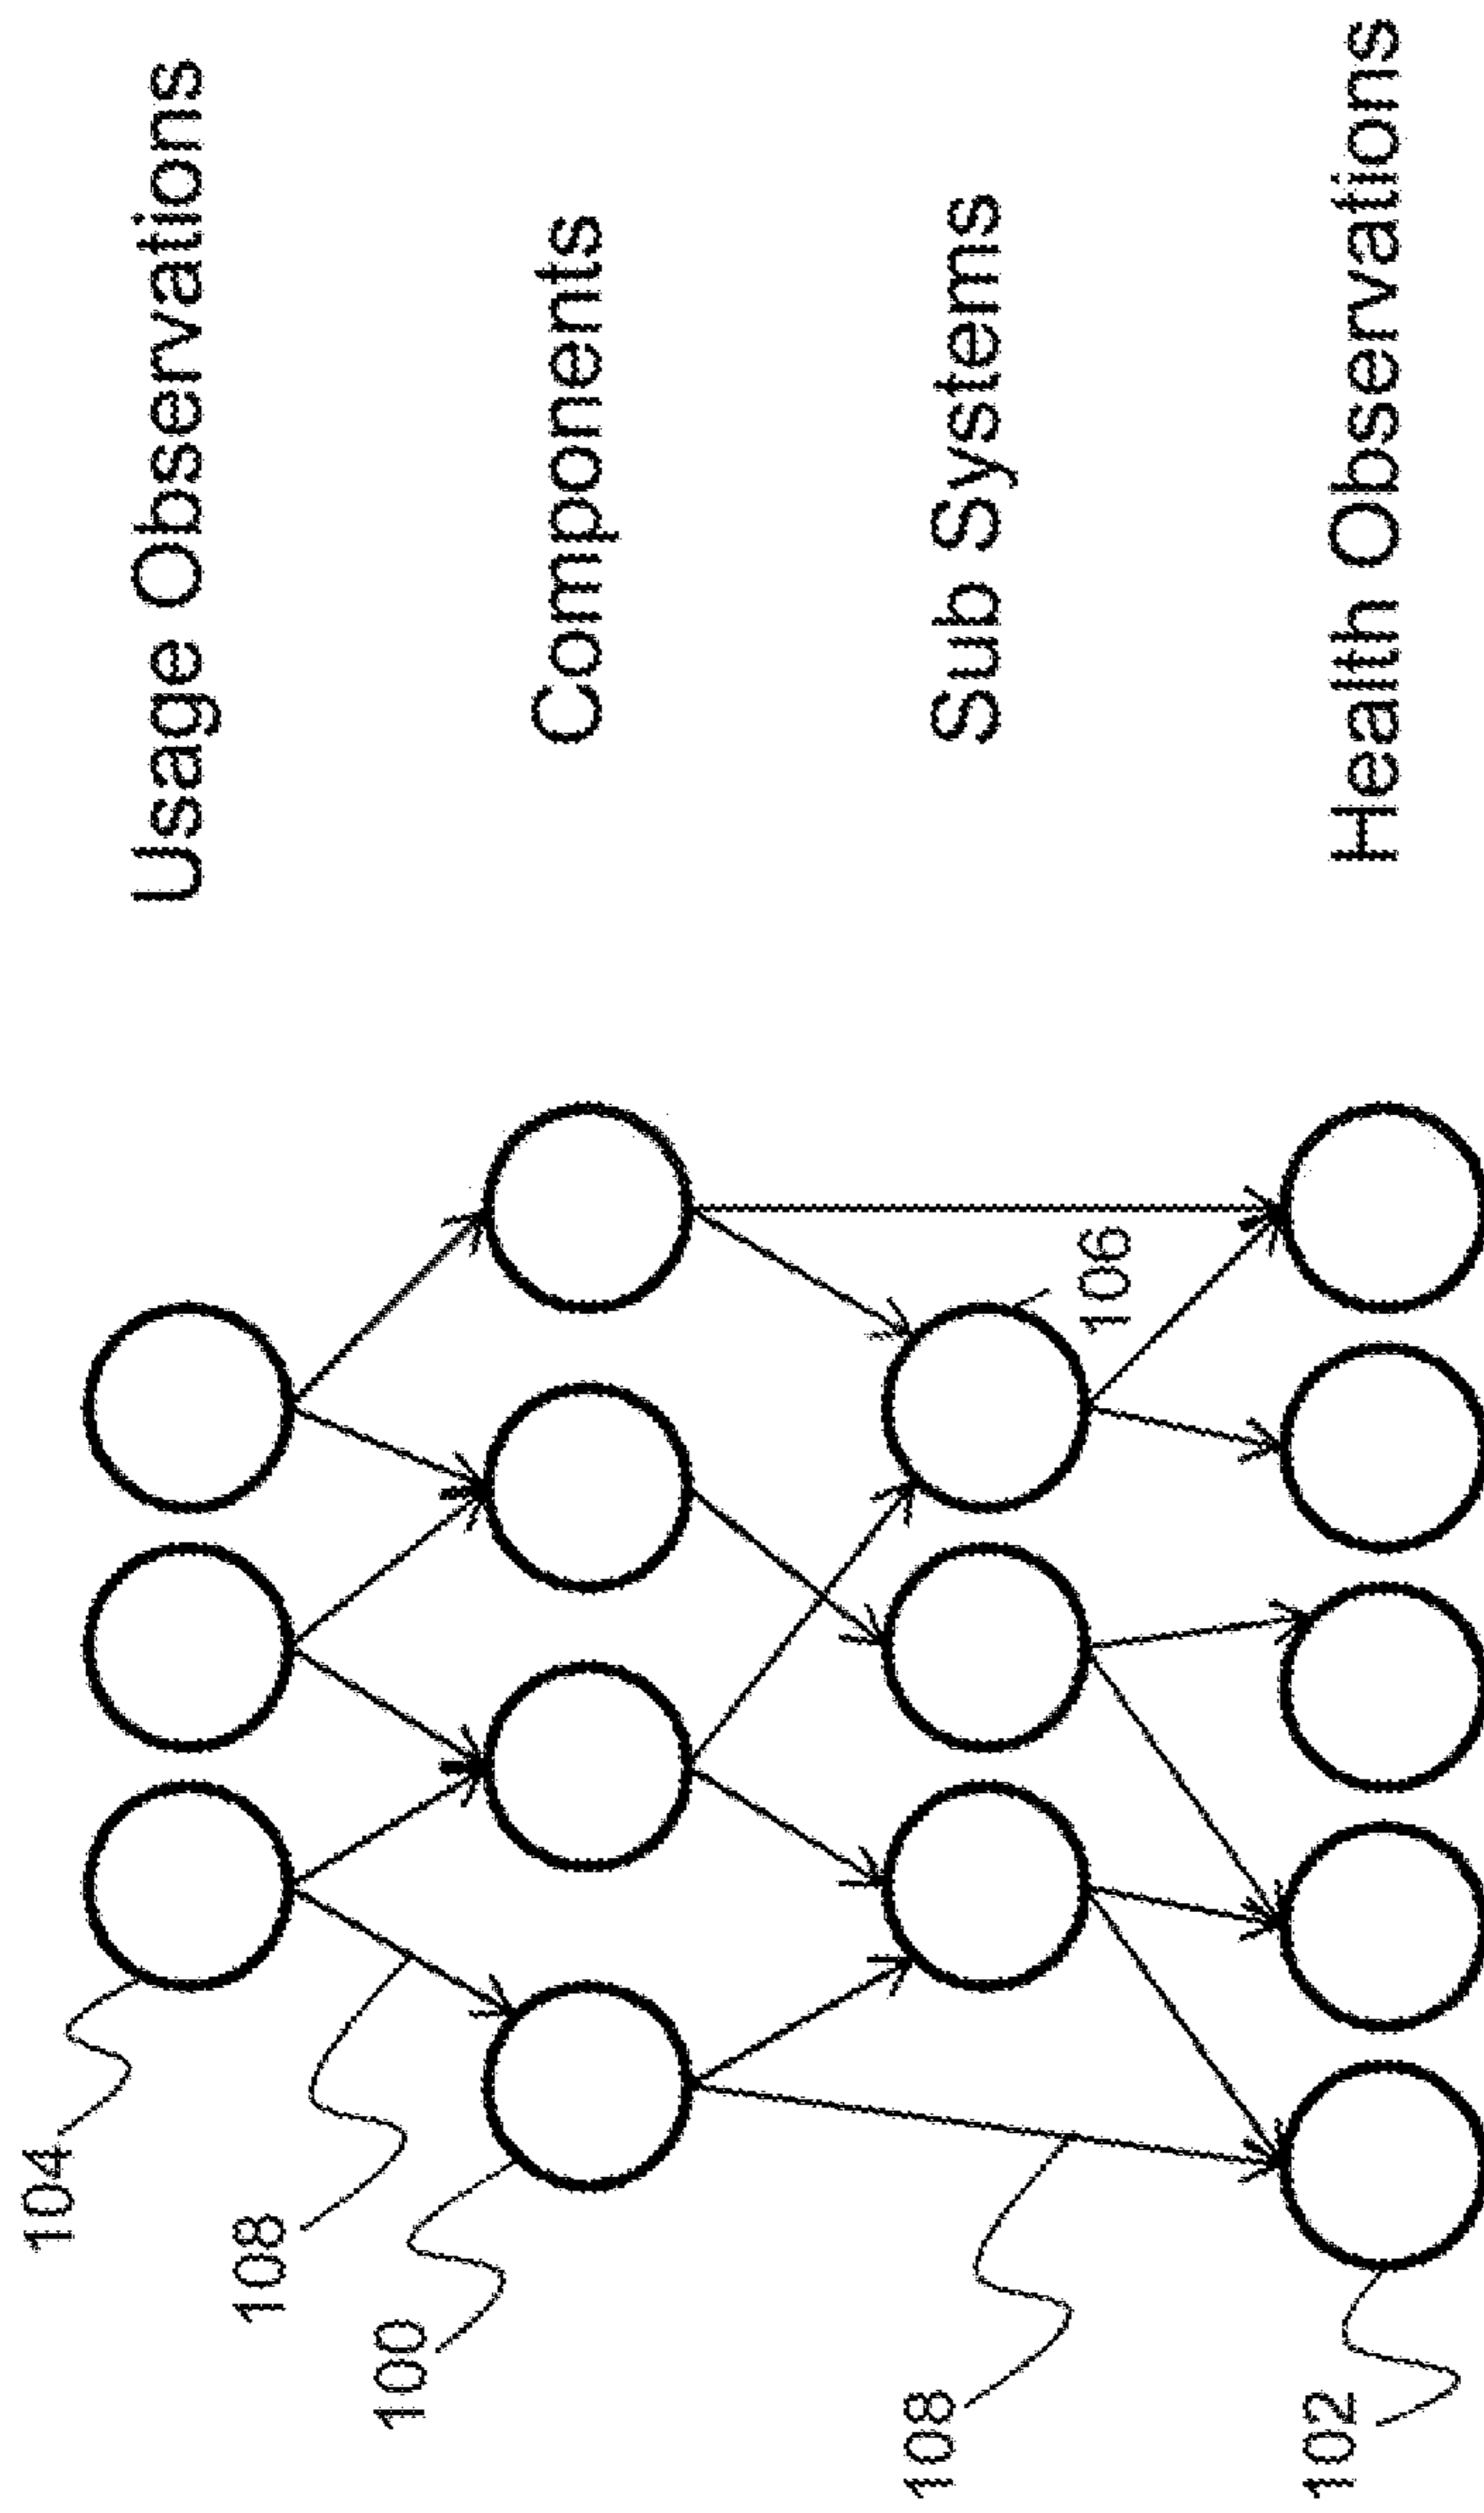 Usage Observations
Components
Sub Systems
Health Observations
104
108
100
106
108
102